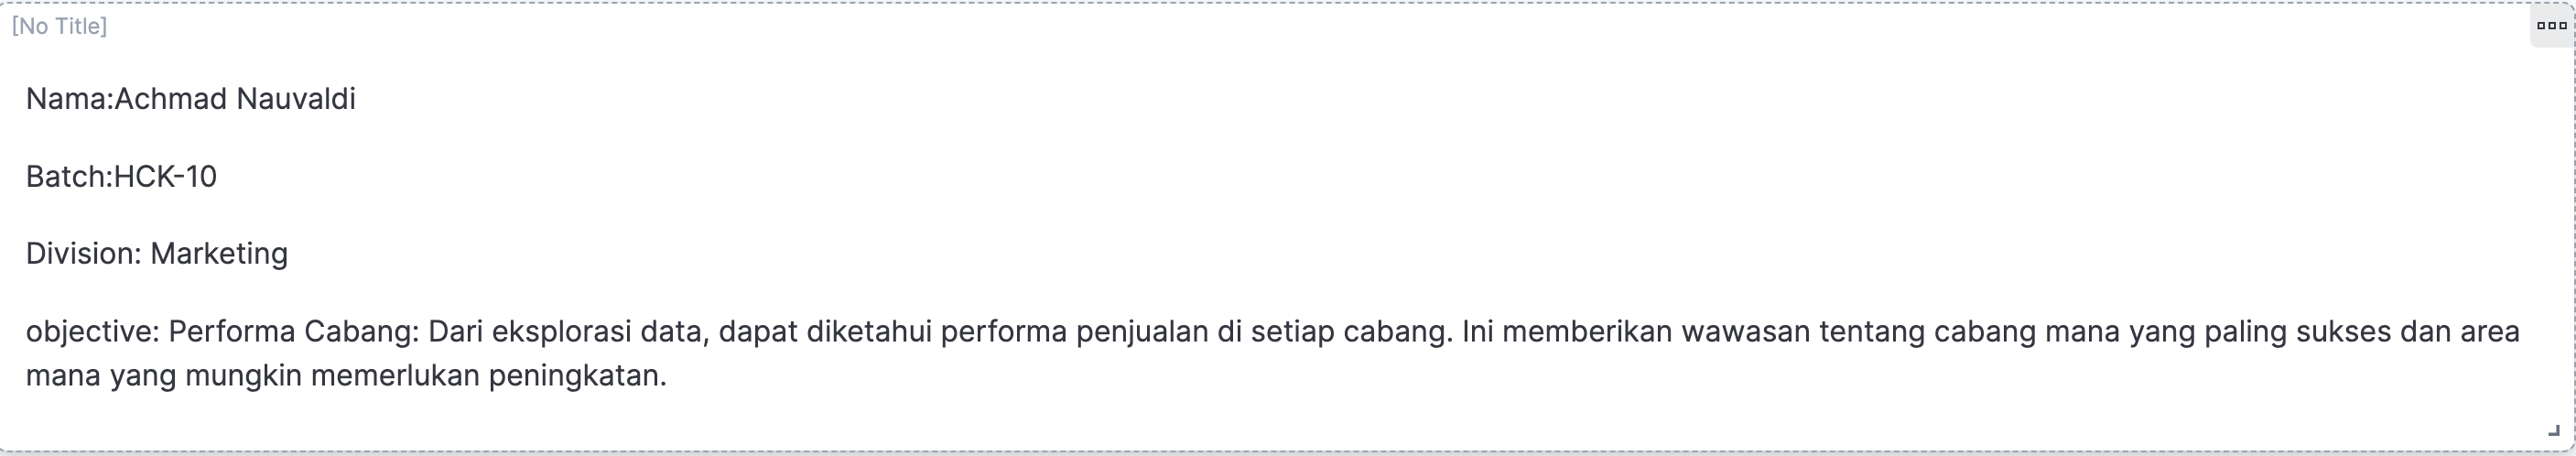 [No Title]
Nama:Achmad Nauvaldi
Batch:HCK-10
Division: Marketing
objective: Performa Cabang: Dari eksplorasi data, dapat diketahui performa penjualan di setiap cabang. Ini memberikan wawasan tentang cabang mana yang paling sukses dan area
mana yang mungkin memerlukan peningkatan.